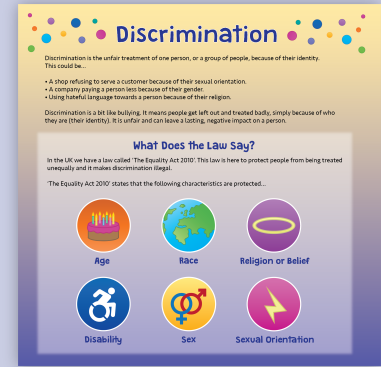 Discrimination
Discrimination is the unfair treatment of one person, or a group of people, because of their identity.
This could be...
• A shop refusing to serve a customer because of their sexual orientation.
• A company paying a person less because of their gender.
• Using hateful language towards a person because of their religion.
Discrimination is a bit like bullying. It means people get left out and treated badly, simply because of who
they are (their identity). It is unfair and can leave a lasting, negative impact on a person.
What Does the Law Say?
In the UK we have a law called 'The Equality Act 2010'. This law is here to protect people from being treated
unequally and it makes discrimination illegal.
'The Equality Act 2010' states that the following characteristics are protected...
Age
Race
Religion or Belief
Disability
Sex
Sexual Orientation